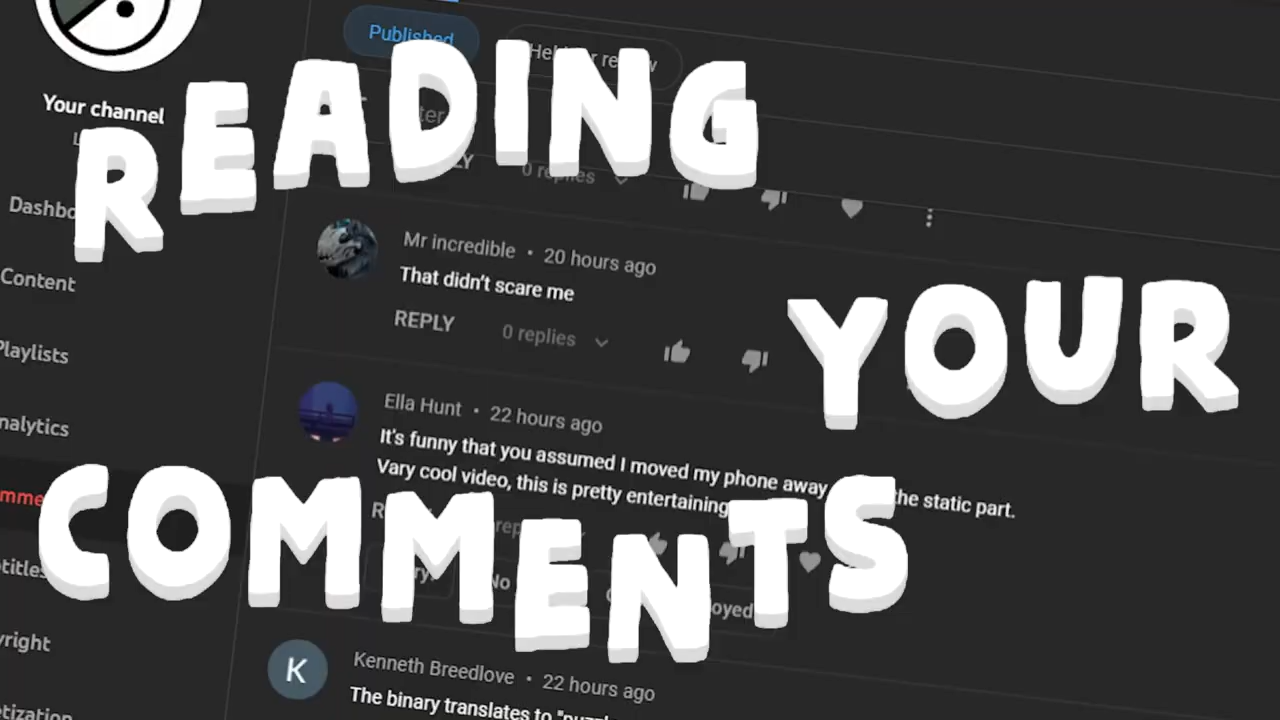 READING
YOUR
COMMENTS
Published
Your channel
0 replies
Content
Playlists
Mr incredible • 20 hours ago
That didn't scare me
REPLY 0 replies
Ella Hunt • 22 hours ago
It's funny that you assumed I moved my phone away the static part.
Vary cool video, this is pretty entertaining
K
Kenneth Breedlove • 22 hours ago
The binary translates to